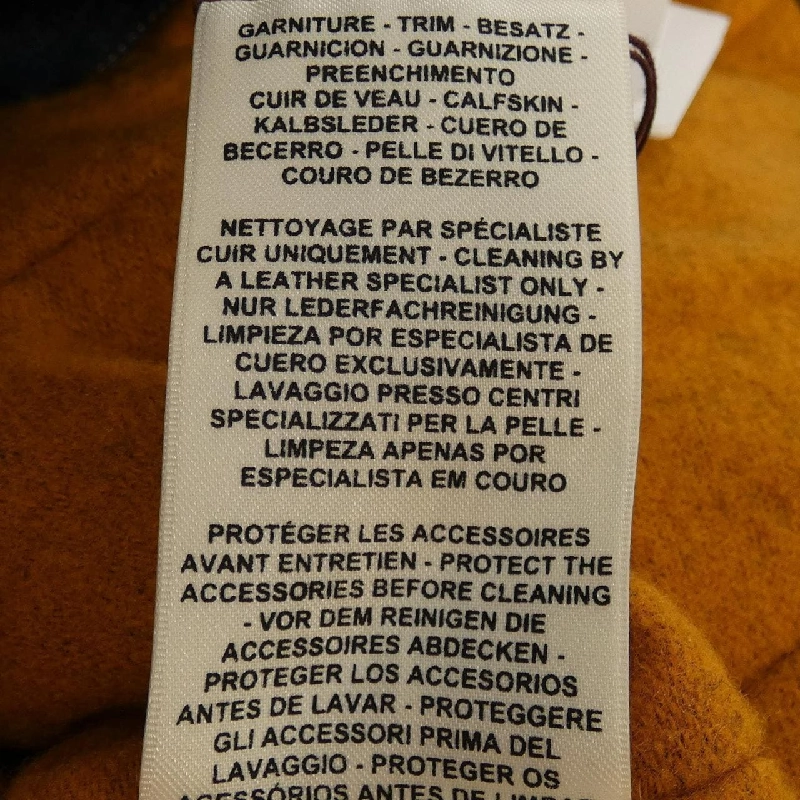 GARNITURE - TRIM - BESATZ -
GUARNICION - GUARNIZIONE -
PREENCHIMENTO
CUIR DE VEAU - CALFSKIN -
KALBSLEDER - CUERO DE
BECERRO - PELLE DI VITELLO -
COURO DE BEZERRO
NETTOYAGE PAR SPÉCIALISTE
CUIR UNIQUEMENT - CLEANING BY
A LEATHER SPECIALIST ONLY -
NUR LEDERFACHREINIGUNG -
LIMPIEZA POR ESPECIALISTA DE
CUERO EXCLUSIVAMENTE -
LAVAGGIO PRESSO CENTRI
SPECIALIZZATI PER LA PELLE -
LIMPEZA APENAS POR
ESPECIALISTA EM COURO
PROTÉGER LES ACCESSOIRES
AVANT ENTRETIEN - PROTECT THE
ACCESSORIES BEFORE CLEANING
- VOR DEM REINIGEN DIE
ACCESSOIRES ABDECKEN -
PROTEGER LOS ACCESORIOS
ANTES DE LAVAR - PROTEGGERE
GLI ACCESSORI PRIMA DEL
LAVAGGIO - PROTEGER OS
ACESSÓRIOS ANTES DE LIMPAR